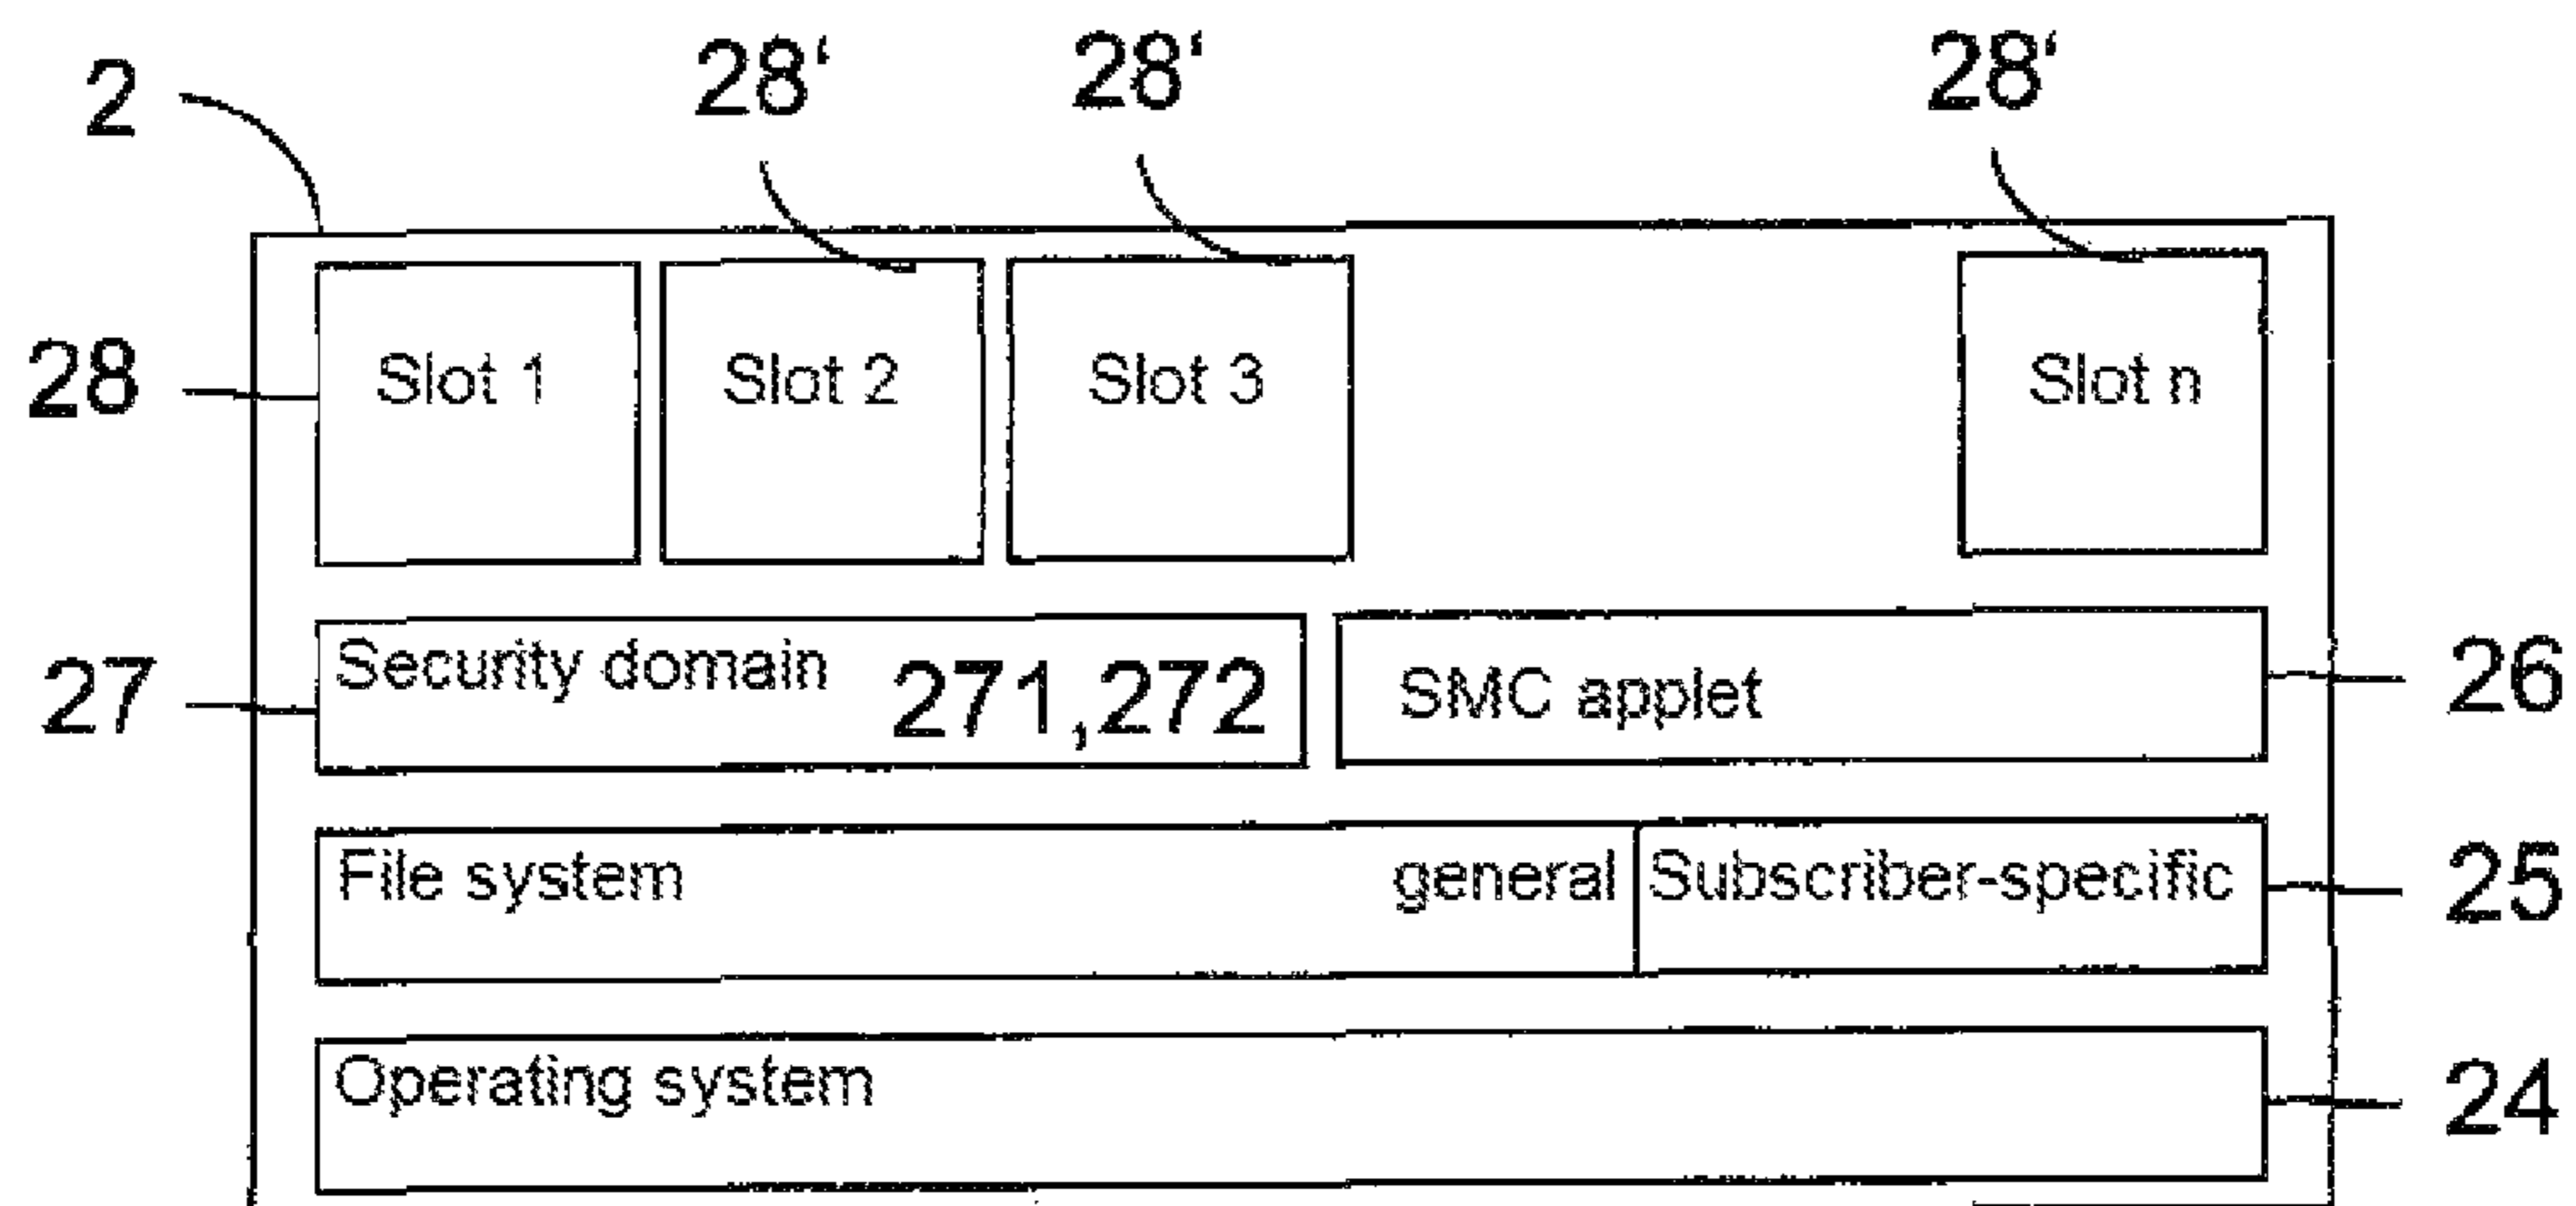 2 28' 28' 28'
28 Slot 1 Slot 2 Slot 3 Slot n
27 Security domain 271,272 SMC applet 26
File system general Subscriber-specific 25
Operating system 24